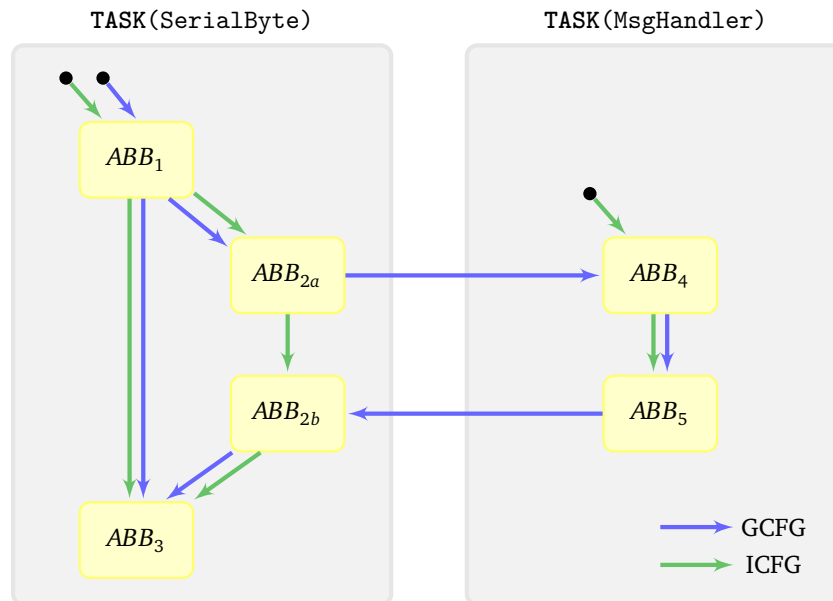 TASK(SerialByte) TASK(MsgHandler)
ABB1
ABB2a ABB4
ABB2b ABB5
ABB3
GCFG
ICFG